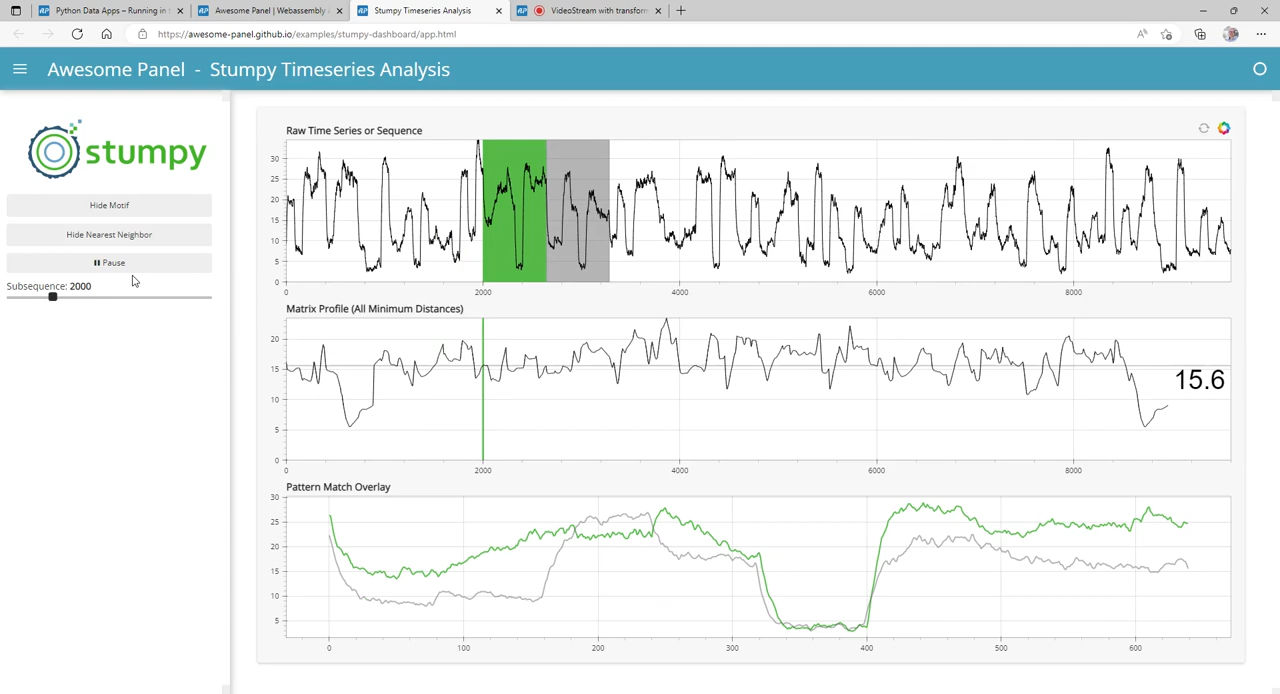 Python Data Apps – Running in
Awesome Panel | Webassembly
Stumpy Timeseries Analysis
VideoStream with transfor
https://awesome-panel.github.io/examples/stumpy-dashboard/app.html
Awesome Panel - Stumpy Timeseries Analysis
stumpy
Hide Motif
Hide Nearest Neighbor
Pause
Subsequence: 2000
Raw Time Series or Sequence
30
25
20
15
10
5
0
0 2000 4000 6000 8000
Matrix Profile (All Minimum Distances)
20
15
10
5
0
15.6
0 2000 4000 6000 8000
Pattern Match Overlay
30
25
20
15
10
5
0 100 200 300 400 500 600